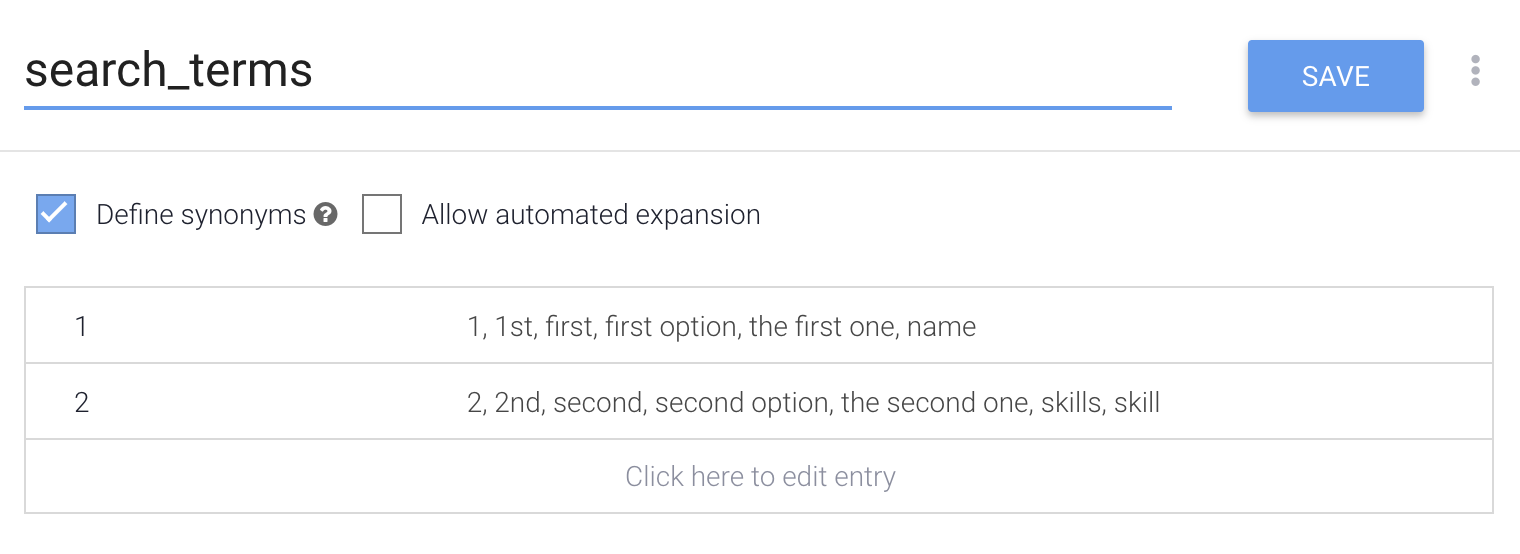 search_terms
SAVE
Define synonyms ? Allow automated expansion
1 1, 1st, first, first option, the first one, name
2 2, 2nd, second, second option, the second one, skills, skill
Click here to edit entry